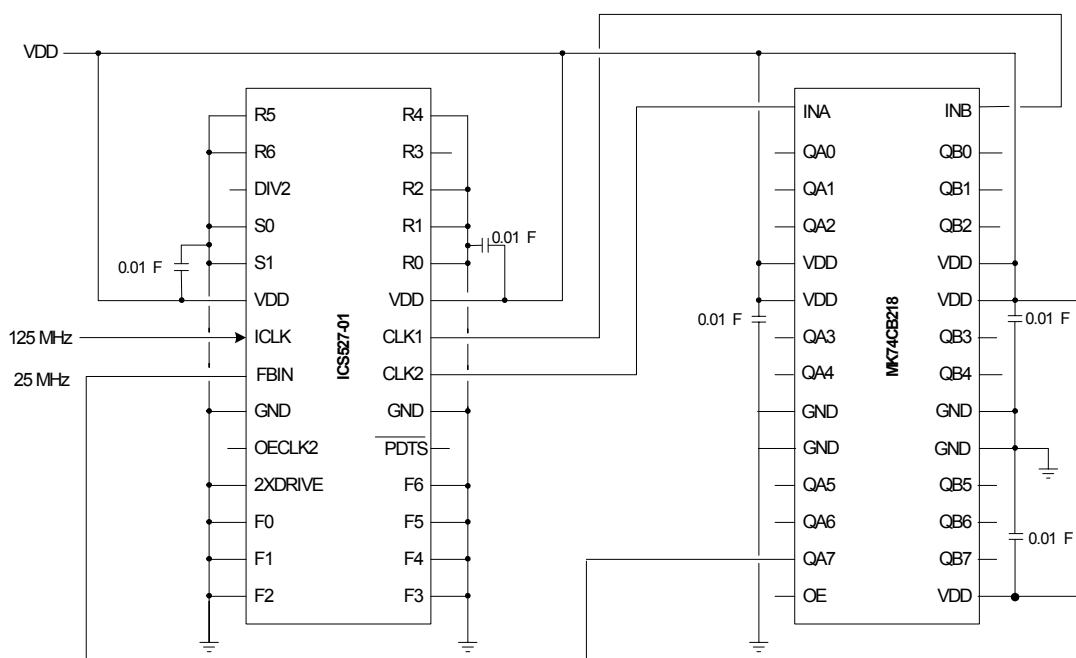 VDD
R5
R6
DIV2
S0
S1
VDD
ICLK
FBIN
GND
OECLK2
2XDRIVE
F0
F1
F2
ICS527-01
R4
R3
R2
R1
R0
VDD
CLK1
CLK2
GND
PDTS
F6
F5
F4
F3
0.01 F
0.01 F
125 MHz
25 MHz
INA
QA0
QA1
QA2
VDD
VDD
QA3
QA4
GND
GND
QA5
QA6
QA7
OE
MK74CB218
INB
QB0
QB1
QB2
VDD
VDD
QB3
QB4
GND
GND
QB5
QB6
QB7
VDD
0.01 F
0.01 F
0.01 F